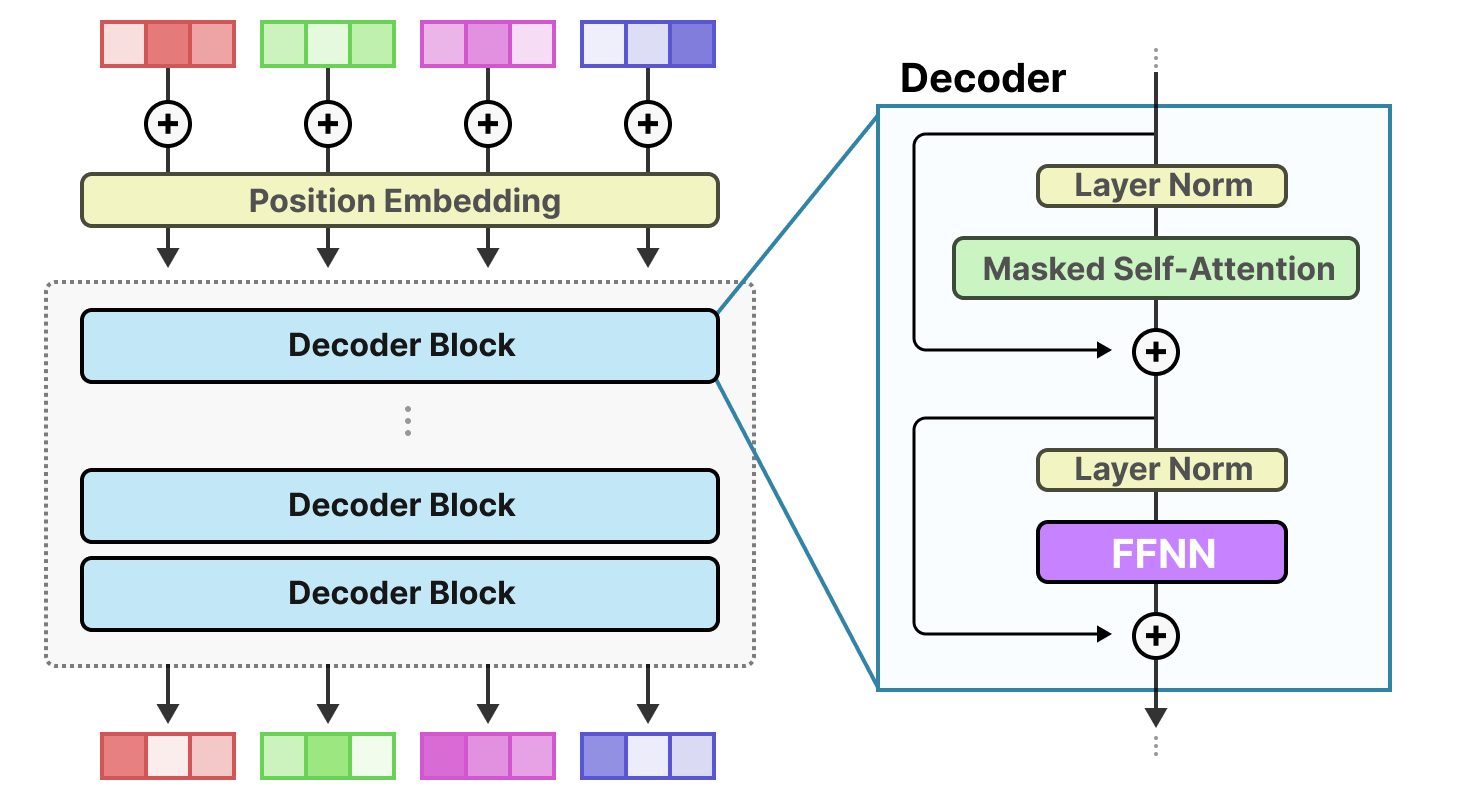 Decoder
Position Embedding
Decoder Block
Decoder Block
Decoder Block
Layer Norm
Masked Self-Attention
Layer Norm
FFNN